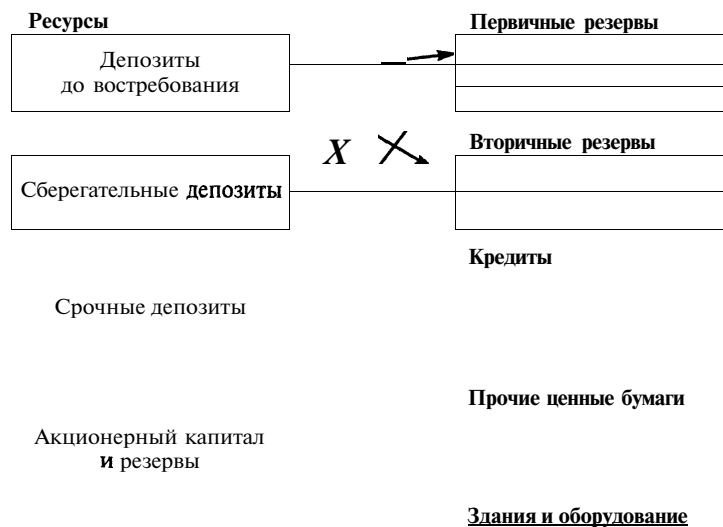 Ресурсы
Первичные резервы
Депозиты
до востребования
X
Вторичные резервы
Сберегательные депозиты
Кредиты
Срочные депозиты
Прочие ценные бумаги
Акционерный капитал
и резервы
Здания и оборудование